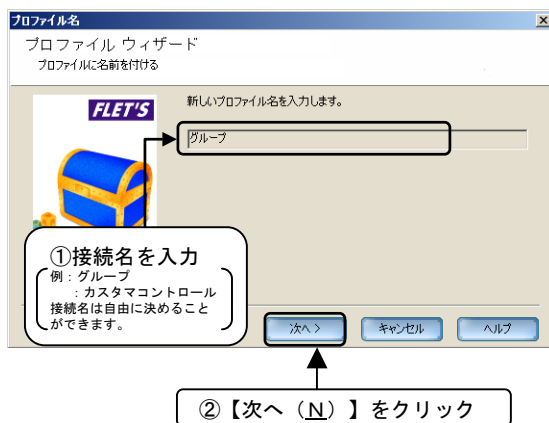 プロファイル名
プロファイル ウィザード
プロファイルに名前を付ける
FLET'S
新しいプロファイル名を入力します。
グループ
①接続名を入力
例：グループ
：カスタマコントロール
接続名は自由に決めること
ができます。
次へ >
キャンセル
ヘルプ
②【次へ（N）】をクリック